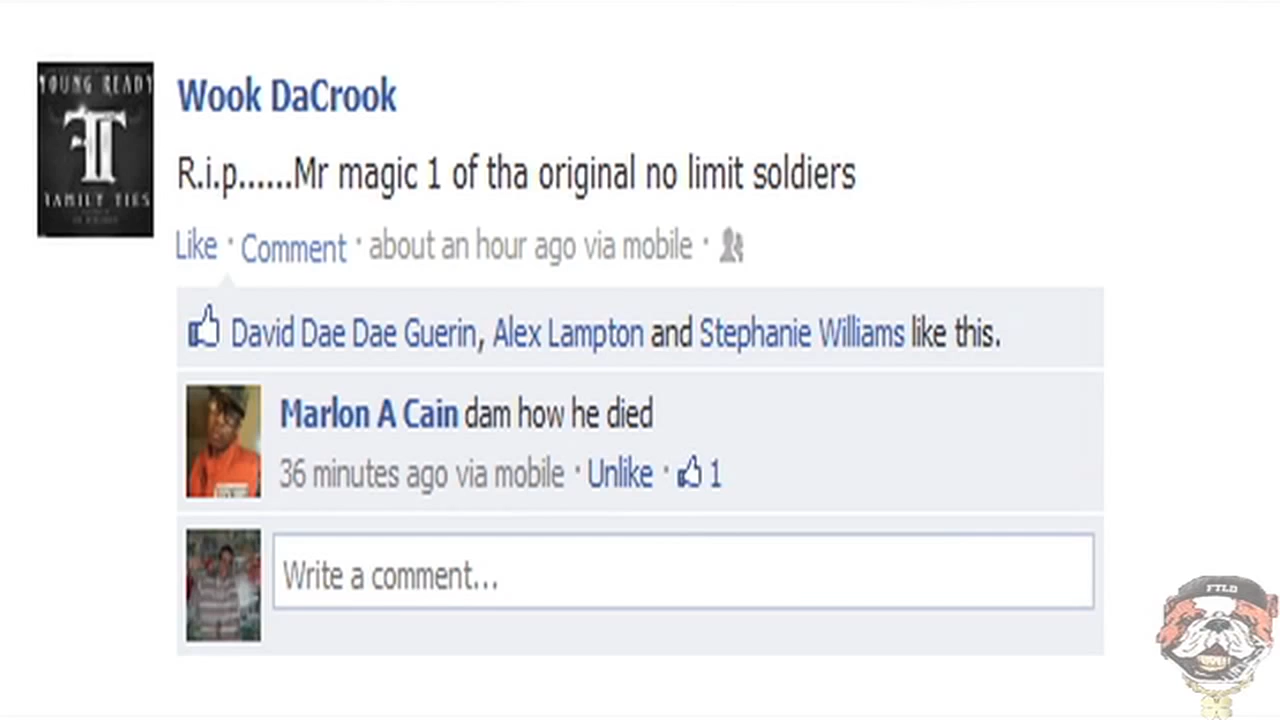 YOUNG READY
FT
FAMILY TIES
Wook DaCrook
R.i.p......Mr magic 1 of tha original no limit soldiers
Like · Comment · about an hour ago via mobile ·
David Dae Dae Guerin, Alex Lampton and Stephanie Williams like this.
Marlon A Cain dam how he died
36 minutes ago via mobile · Unlike · 1
Write a comment...
FTLD